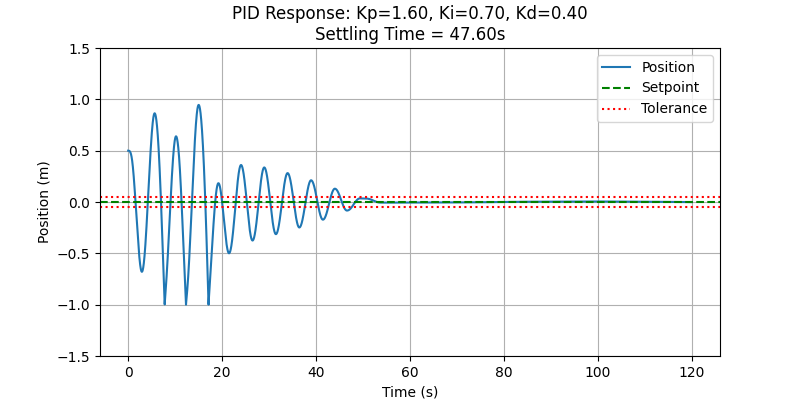 PID Response: Kp=1.60, Ki=0.70, Kd=0.40
Settling Time = 47.60s
Position
Setpoint
Tolerance
1.5
1.0
0.5
0.0
−0.5
−1.0
−1.5
Position (m)
0 20 40 60 80 100 120
Time (s)